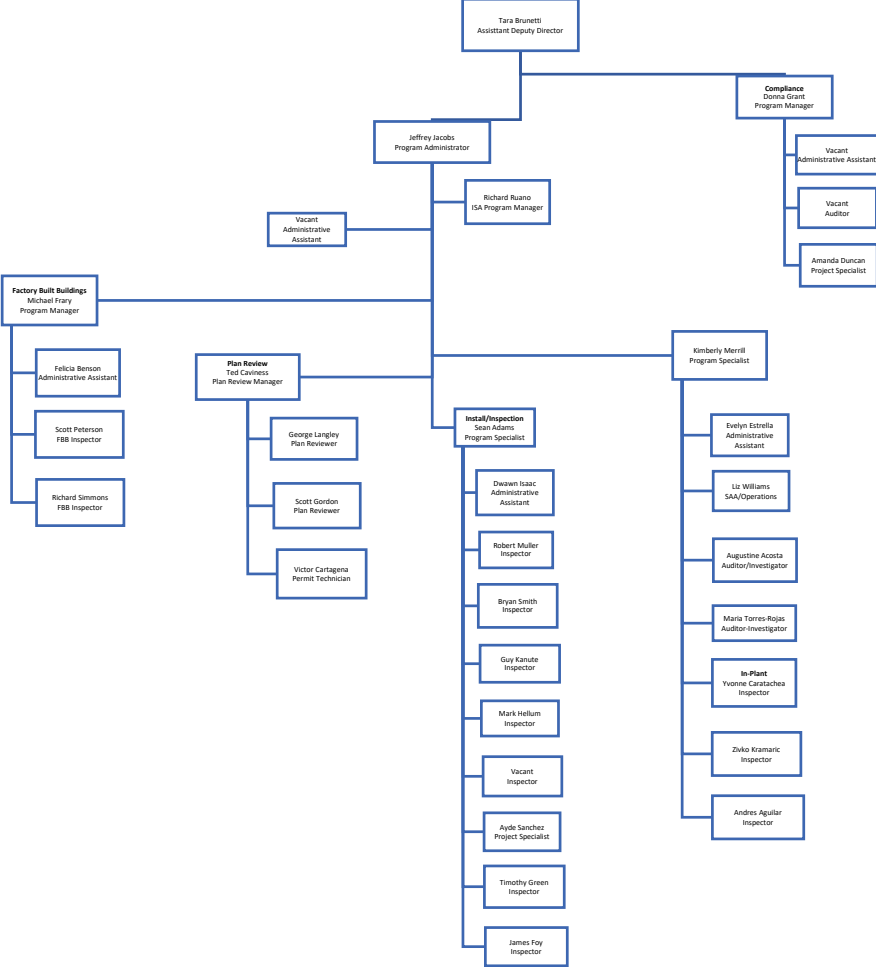 Tara Brunetti
Assisttant Deputy Director
Compliance
Donna Grant
Program Manager
Jeffrey Jacobs
Program Administrator
Vacant
Administrative Assistant
Richard Ruano
ISA Program Manager
Vacant
Auditor
Vacant
Administrative
Assistant
Amanda Duncan
Project Specialist
Factory Built Buildings
Michael Frary
Program Manager
Felicia Benson
Administrative Assistant
Scott Peterson
FBB Inspector
Richard Simmons
FBB Inspector
Plan Review
Ted Caviness
Plan Review Manager
George Langley
Plan Reviewer
Scott Gordon
Plan Reviewer
Victor Cartagena
Permit Technician
Install/Inspection
Sean Adams
Program Specialist
Dwawn Isaac
Administrative
Assistant
Robert Muller
Inspector
Bryan Smith
Inspector
Guy Kanute
Inspector
Mark Hellum
Inspector
Vacant
Inspector
Ayde Sanchez
Project Specialist
Timothy Green
Inspector
James Foy
Inspector
Kimberly Merrill
Program Specialist
Evelyn Estrella
Administrative
Assistant
Liz Williams
SAA/Operations
Augustine Acosta
Auditor/Investigator
Maria Torres-Rojas
Auditor-Investigator
In-Plant
Yvonne Caratachea
Inspector
Zivko Kramaric
Inspector
Andres Aguilar
Inspector